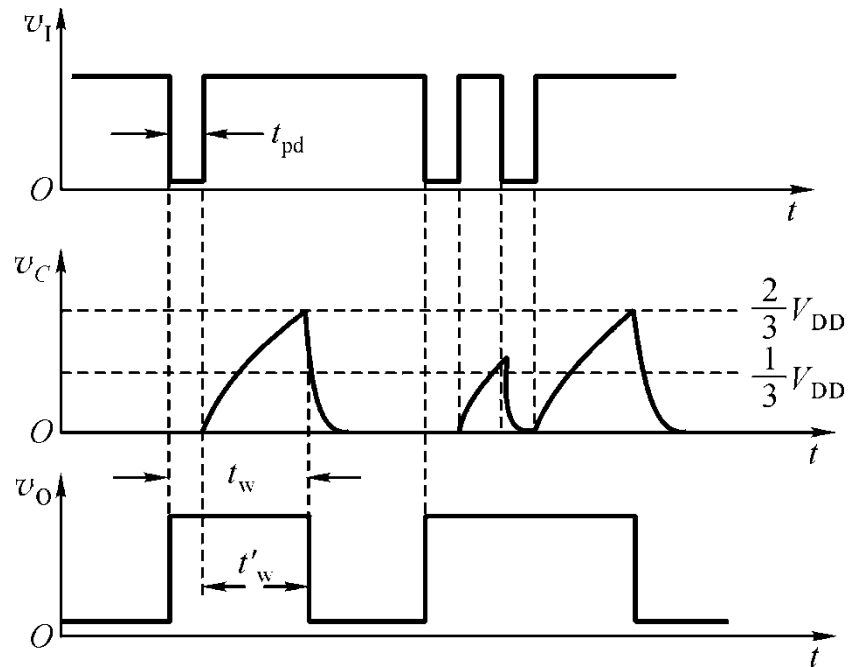 v_I
t_pd
O
t
v_C
2/3 V_DD
1/3 V_DD
O
t
v_O
t_w
t'_w
O
t